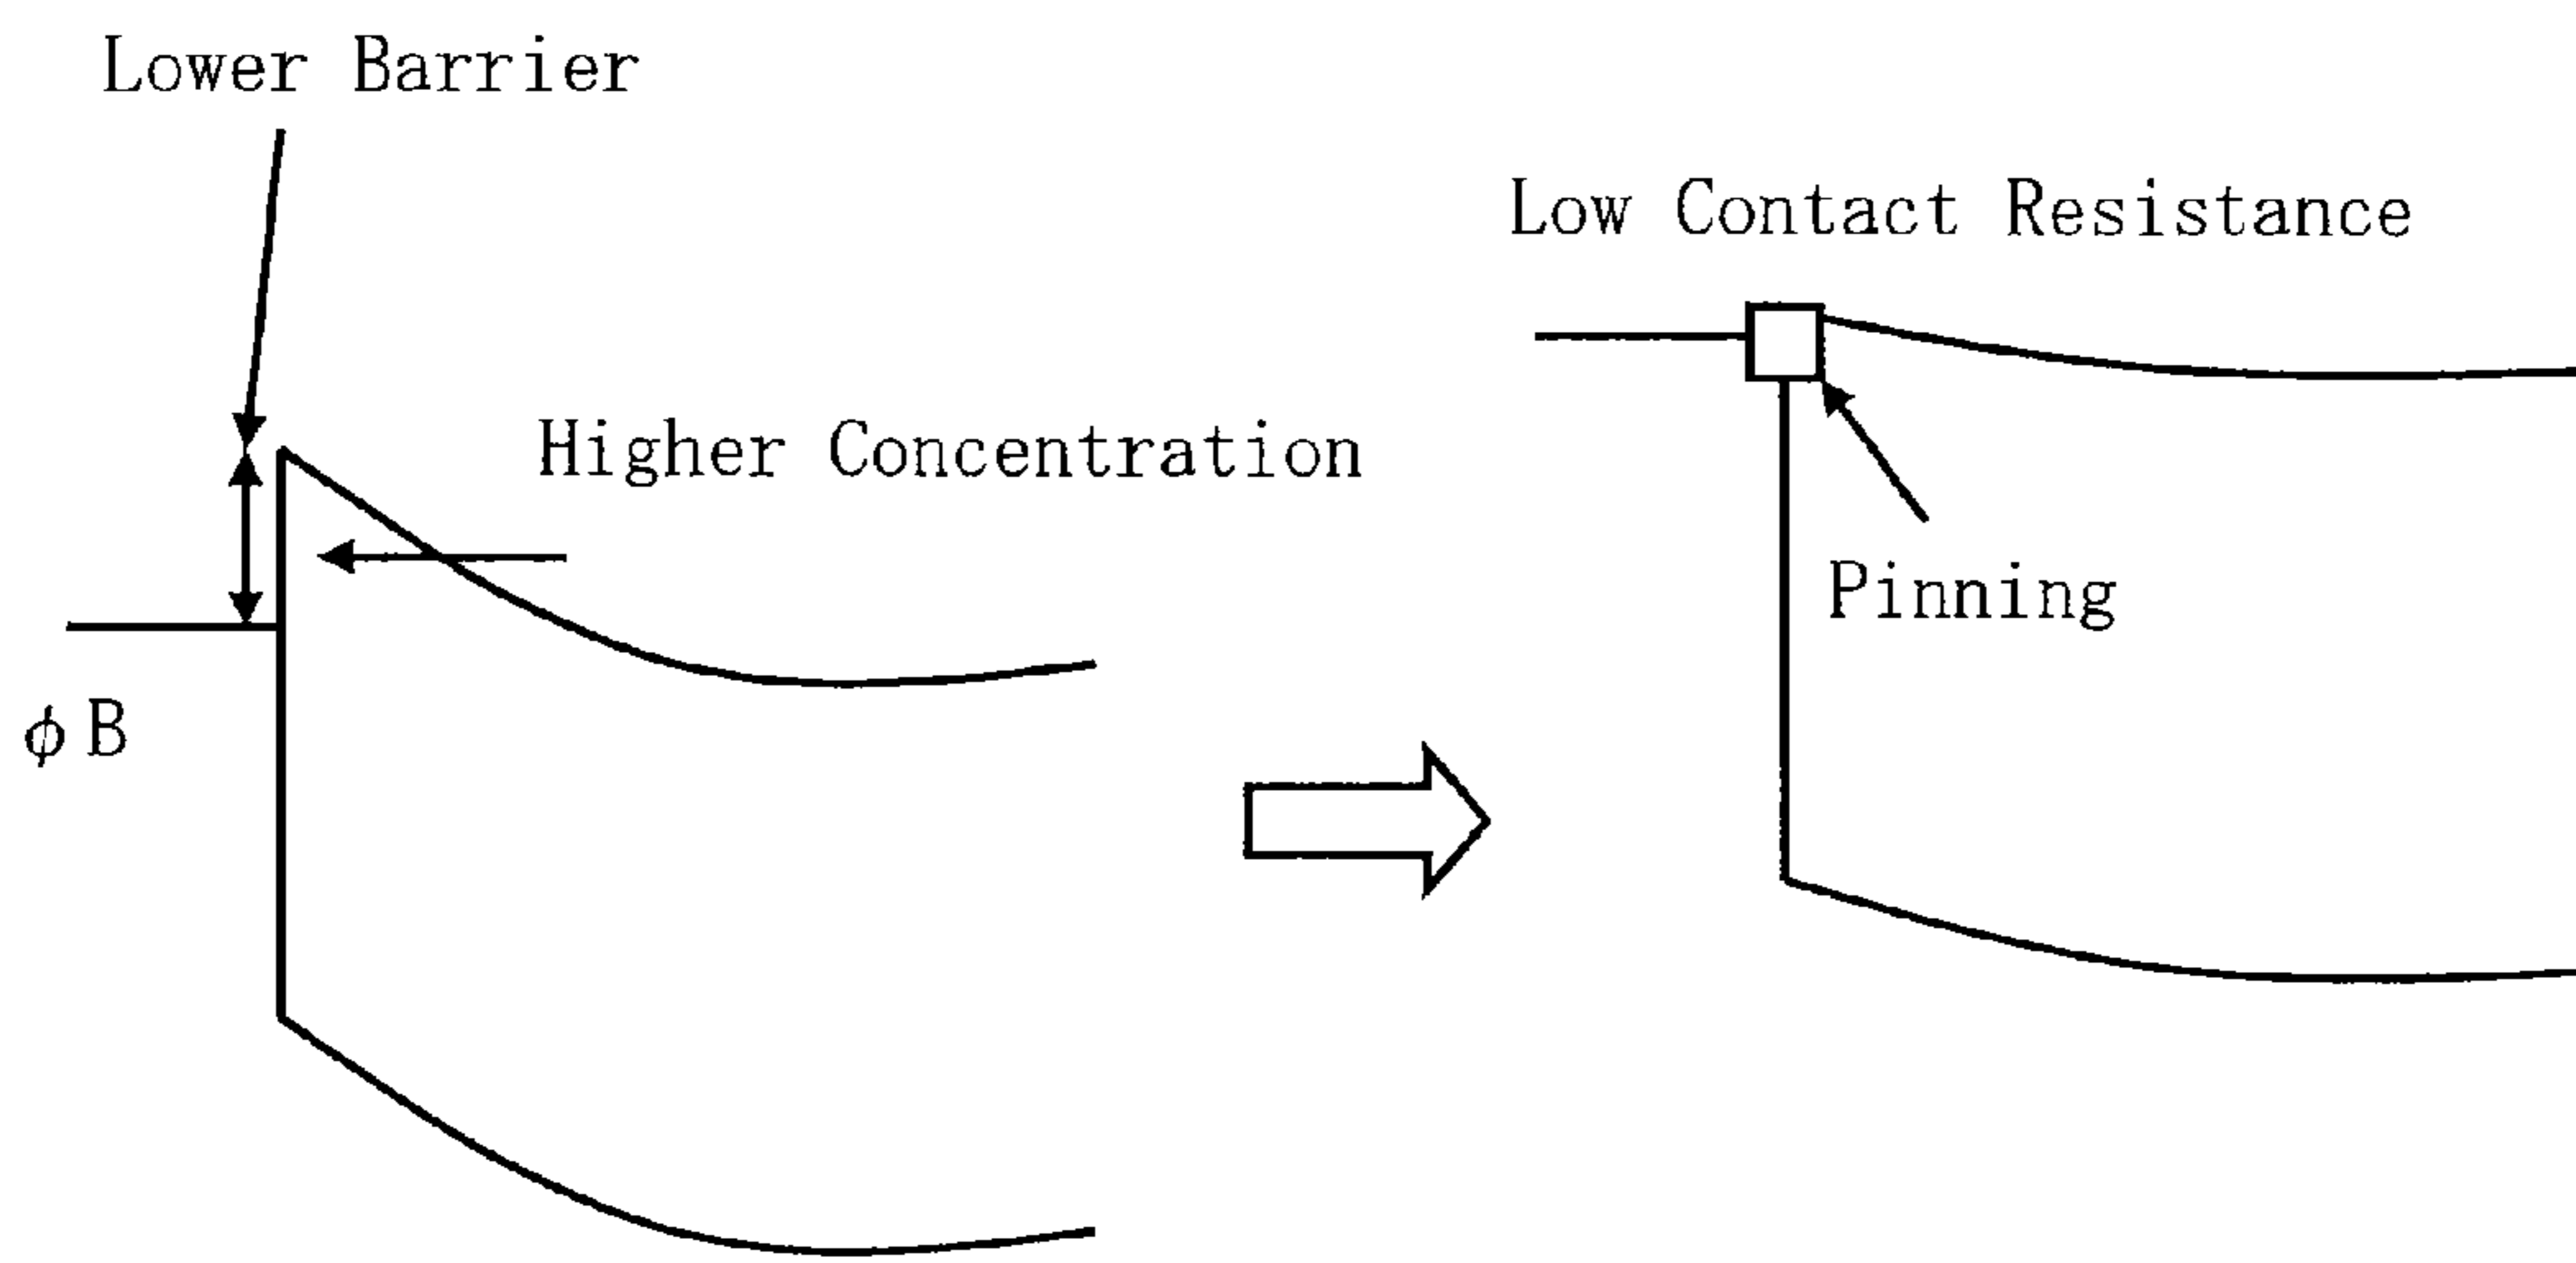 Lower Barrier
Low Contact Resistance
Higher Concentration
Pinning
φB